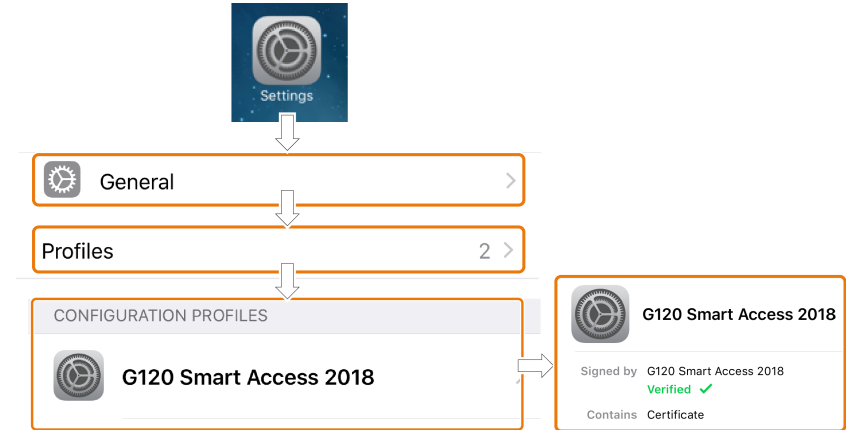 Settings
General
Profiles 2
CONFIGURATION PROFILES
G120 Smart Access 2018
G120 Smart Access 2018
Signed by G120 Smart Access 2018
Verified
Contains Certificate